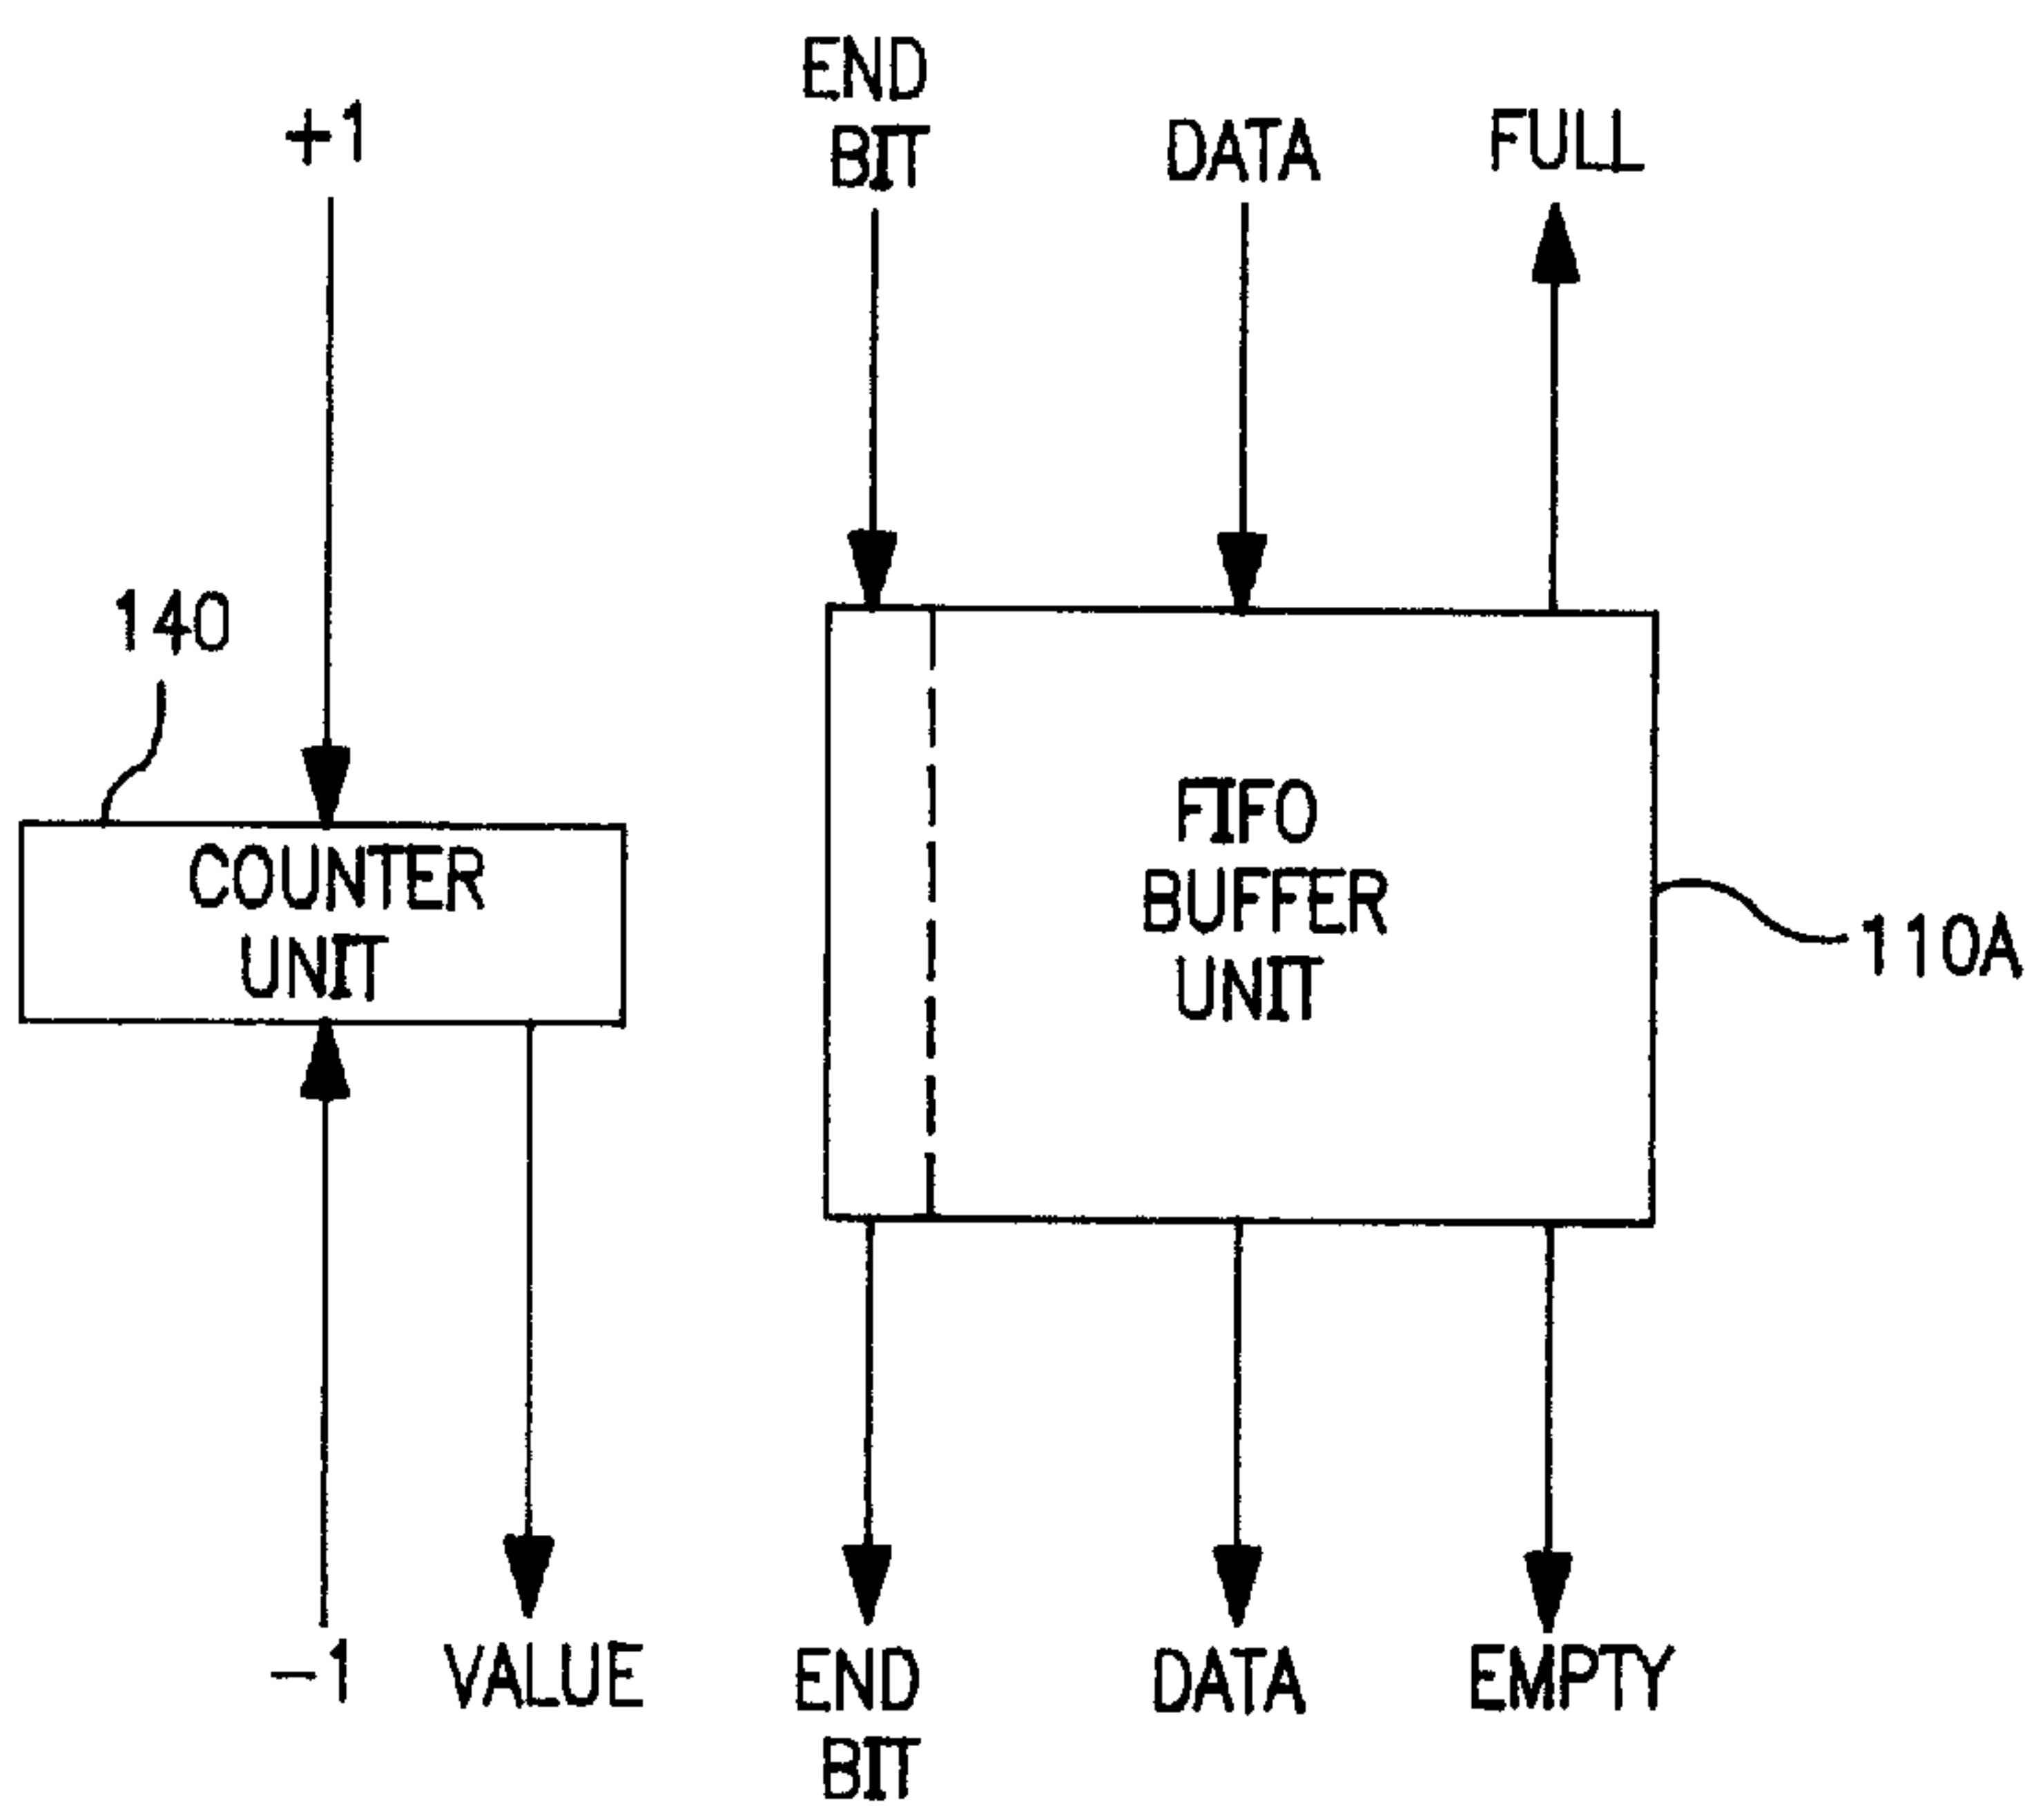 +1
END
BIT
DATA
FULL
140
COUNTER
UNIT
FIFO
BUFFER
UNIT
110A
-1
VALUE
END
BIT
DATA
EMPTY